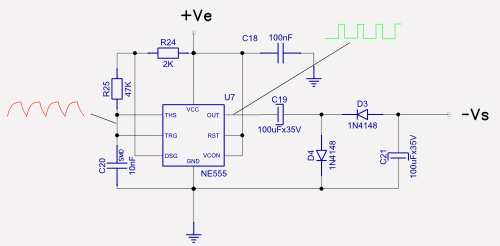 +Ve
R24
2K
C18
100nF
R25
47K
U7
VCC
THS
OUT
C19
100uFx35V
D3
1N4148
-Vs
TRG
RST
DSG
VCON
GND
NE555
C20
SMD
10nF
D4
1N4148
C21
100uFx35V